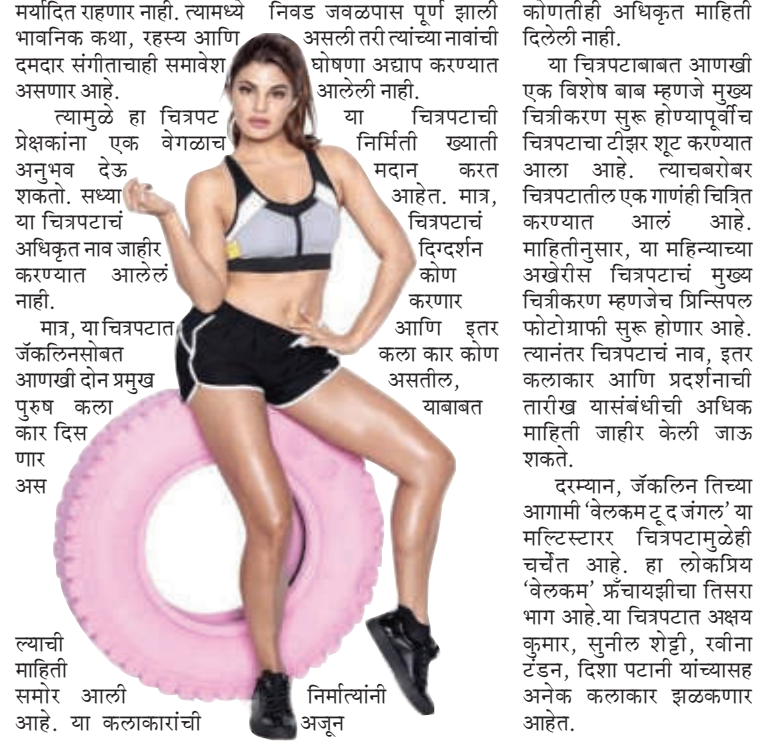 मर्यादित राहणार नाही. त्यामध्ये
भावनिक कथा, रहस्य आणि
दमदार संगीताचाही समावेश
असणार आहे.
त्यामुळे हा चित्रपट
प्रेक्षकांना एक वेगळाच
अनुभव देऊ
शकतो. सध्या
या चित्रपटाचं
अधिकृत नाव जाहीर
करण्यात आलेलं
नाही.
मात्र, या चित्रपटात
जॅकलिनसोबत
आणखी दोन प्रमुख
पुरुष कला
कार दिस
णार
अस
ल्याची
माहिती
समोर आली
आहे. या कलाकारांची
निवड जवळपास पूर्ण झाली
असली तरी त्यांच्या नावांची
घोषणा अद्याप करण्यात
आलेली नाही.
या चित्रपटाची
निर्मिती ख्याती
मदान करत
आहेत. मात्र,
चित्रपटाचं
दिग्दर्शन
कोण
करणार
आणि इतर
कला कार कोण
असतील,
याबाबत
निर्मात्यांनी
अजून
कोणतीही अधिकृत माहिती
दिलेली नाही.
या चित्रपटाबाबत आणखी
एक विशेष बाब म्हणजे मुख्य
चित्रीकरण सुरू होण्यापूर्वीच
चित्रपटाचा टीझर शूट करण्यात
आला आहे. त्याचबरोबर
चित्रपटातील एक गाणंही चित्रित
करण्यात आलं आहे.
माहितीनुसार, या महिन्याच्या
अखेरीस चित्रपटाचं मुख्य
चित्रीकरण म्हणजेच प्रिन्सिपल
फोटोग्राफी सुरू होणार आहे.
त्यानंतर चित्रपटाचं नाव, इतर
कलाकार आणि प्रदर्शनाची
तारीख यासंबंधीची अधिक
माहिती जाहीर केली जाऊ
शकते.
दरम्यान, जॅकलिन तिच्या
आगामी ‘वेलकम टू द जंगल’ या
मल्टिस्टारर चित्रपटामुळेही
चर्चेत आहे. हा लोकप्रिय
‘वेलकम’ फ्रँचायझीचा तिसरा
भाग आहे.या चित्रपटात अक्षय
कुमार, सुनील शेट्टी, रवीना
टंडन, दिशा पटानी यांच्यासह
अनेक कलाकार झळकणार
आहेत.